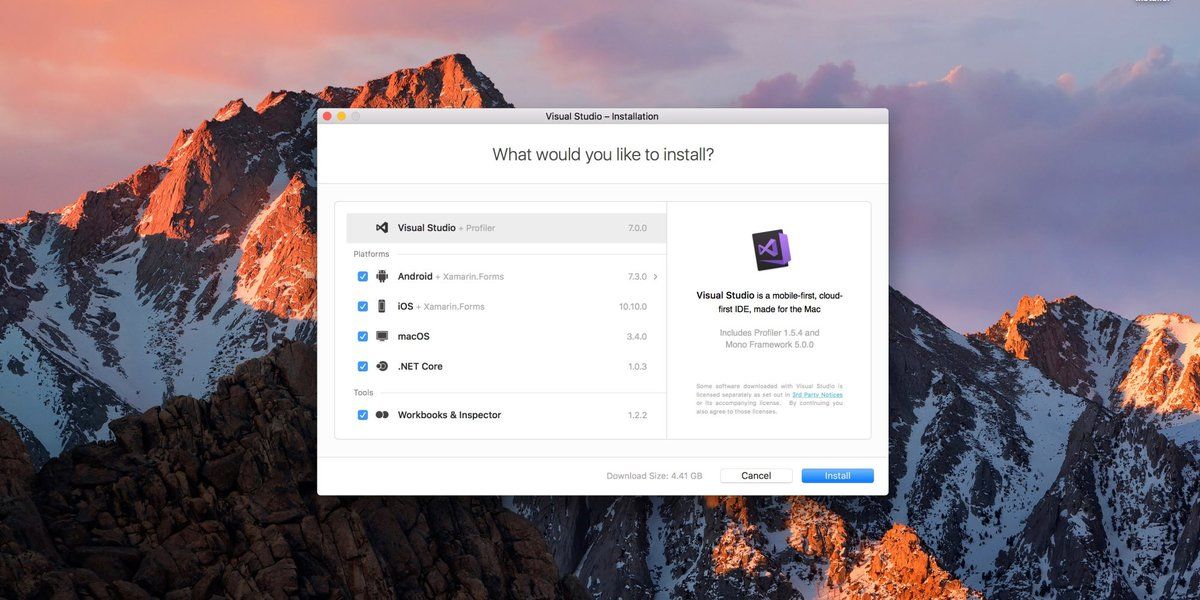 Visual Studio – Installation
What would you like to install?
Visual Studio + Profiler 7.0.0
Platforms
Android + Xamarin.Forms 7.3.0
iOS + Xamarin.Forms 10.10.0
macOS 3.4.0
.NET Core 1.0.3
Tools
Workbooks & Inspector 1.2.2
Visual Studio is a mobile-first, cloud-
first IDE, made for the Mac
Includes Profiler 1.5.4 and
Mono Framework 5.0.0
Some software downloaded with Visual Studio is
licensed separately as set out in 3rd Party Notices
or its accompanying license. By continuing you
also agree to those licenses.
Download Size: 4.41 GB
Cancel
Install